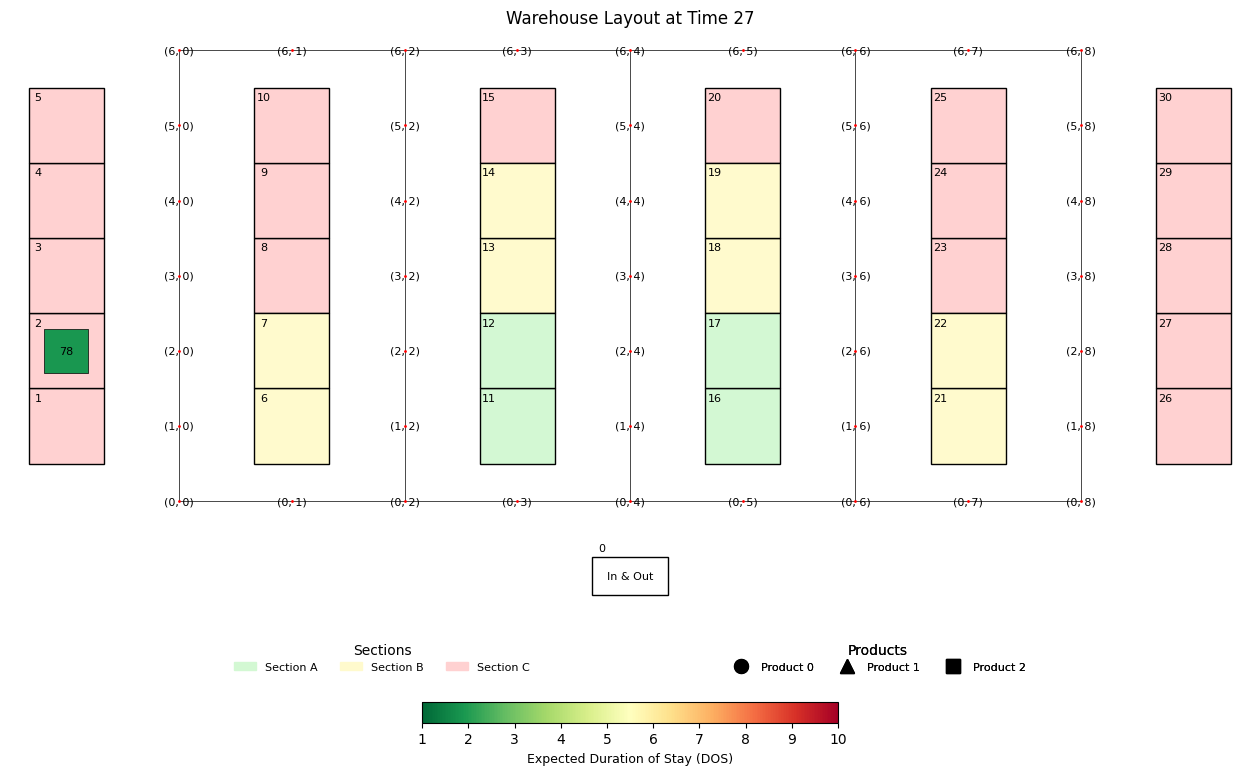 Warehouse Layout at Time 27
(6, 0) (6, 1) (6, 2) (6, 3) (6, 4) (6, 5) (6, 6) (6, 7) (6, 8)
5 10 15 20 25 30
(5, 0) (5, 2) (5, 4) (5, 6) (5, 8)
4 9 14 19 24 29
(4, 0) (4, 2) (4, 4) (4, 6) (4, 8)
3 8 13 18 23 28
(3, 0) (3, 2) (3, 4) (3, 6) (3, 8)
2 7 12 17 22 27
78 (2, 0) (2, 2) (2, 4) (2, 6) (2, 8)
1 6 11 16 21 26
(1, 0) (1, 2) (1, 4) (1, 6) (1, 8)
(0, 0) (0, 1) (0, 2) (0, 3) (0, 4) (0, 5) (0, 6) (0, 7) (0, 8)
0
In & Out
Sections
Section A Section B Section C
Products
Product 0 Product 1 Product 2
1 2 3 4 5 6 7 8 9 10
Expected Duration of Stay (DOS)